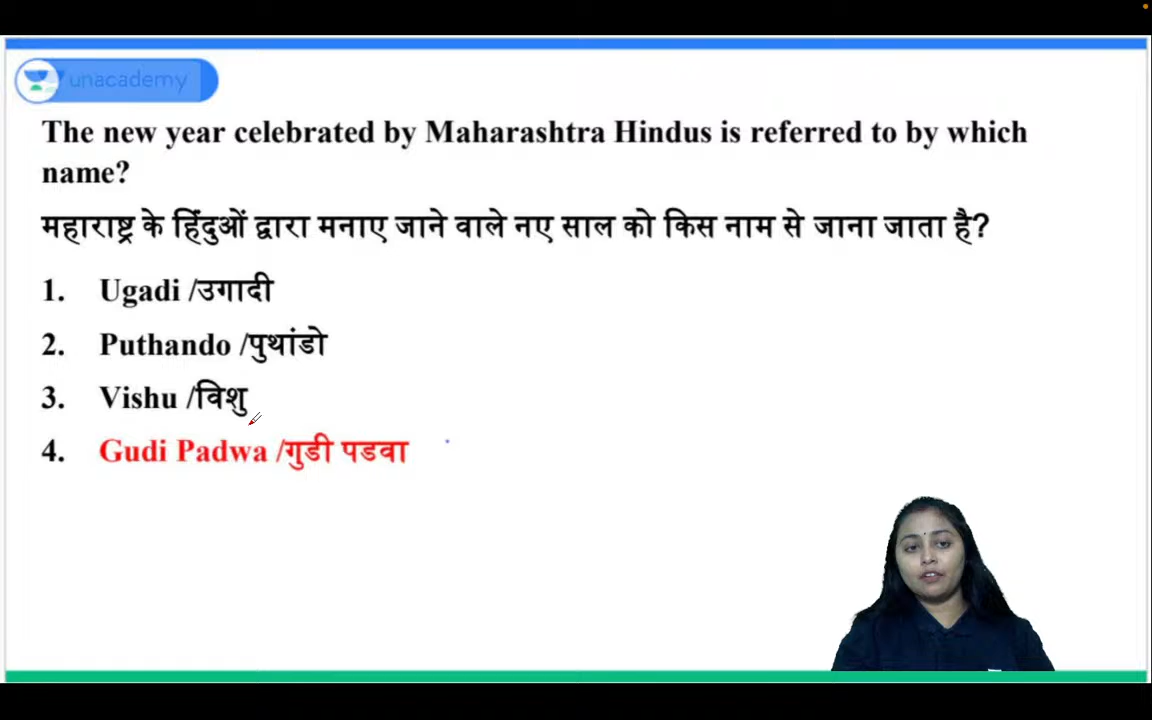 unacademy
The new year celebrated by Maharashtra Hindus is referred to by which
name?
महाराष्ट्र के हिंदुओं द्वारा मनाए जाने वाले नए साल को किस नाम से जाना जाता है?
1. Ugadi /उगादी
2. Puthando /पुथांडो
3. Vishu /विशु
4. Gudi Padwa /गुडी पडवा